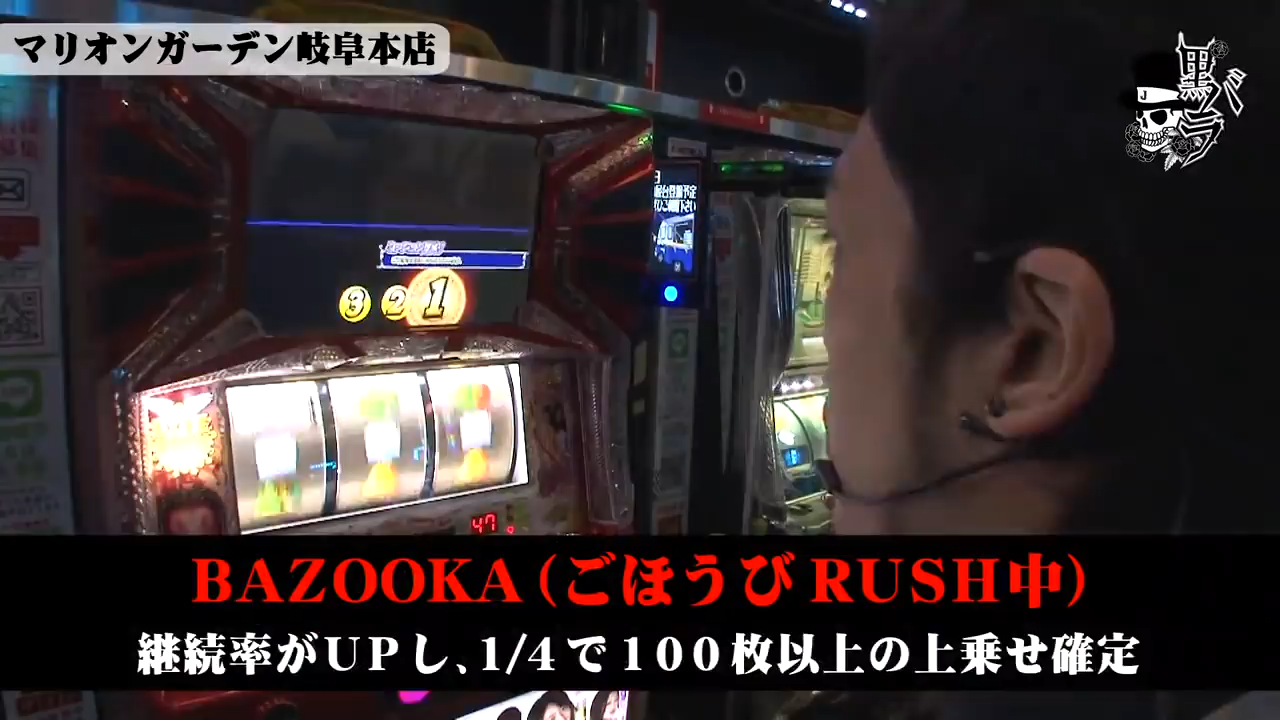 マリオンガーデン岐阜本店
黒バラ
3 2 1
47
BAZOOKA(ごほうびRUSH中)
継続率がUPし、1/4で100枚以上の上乗せ確定